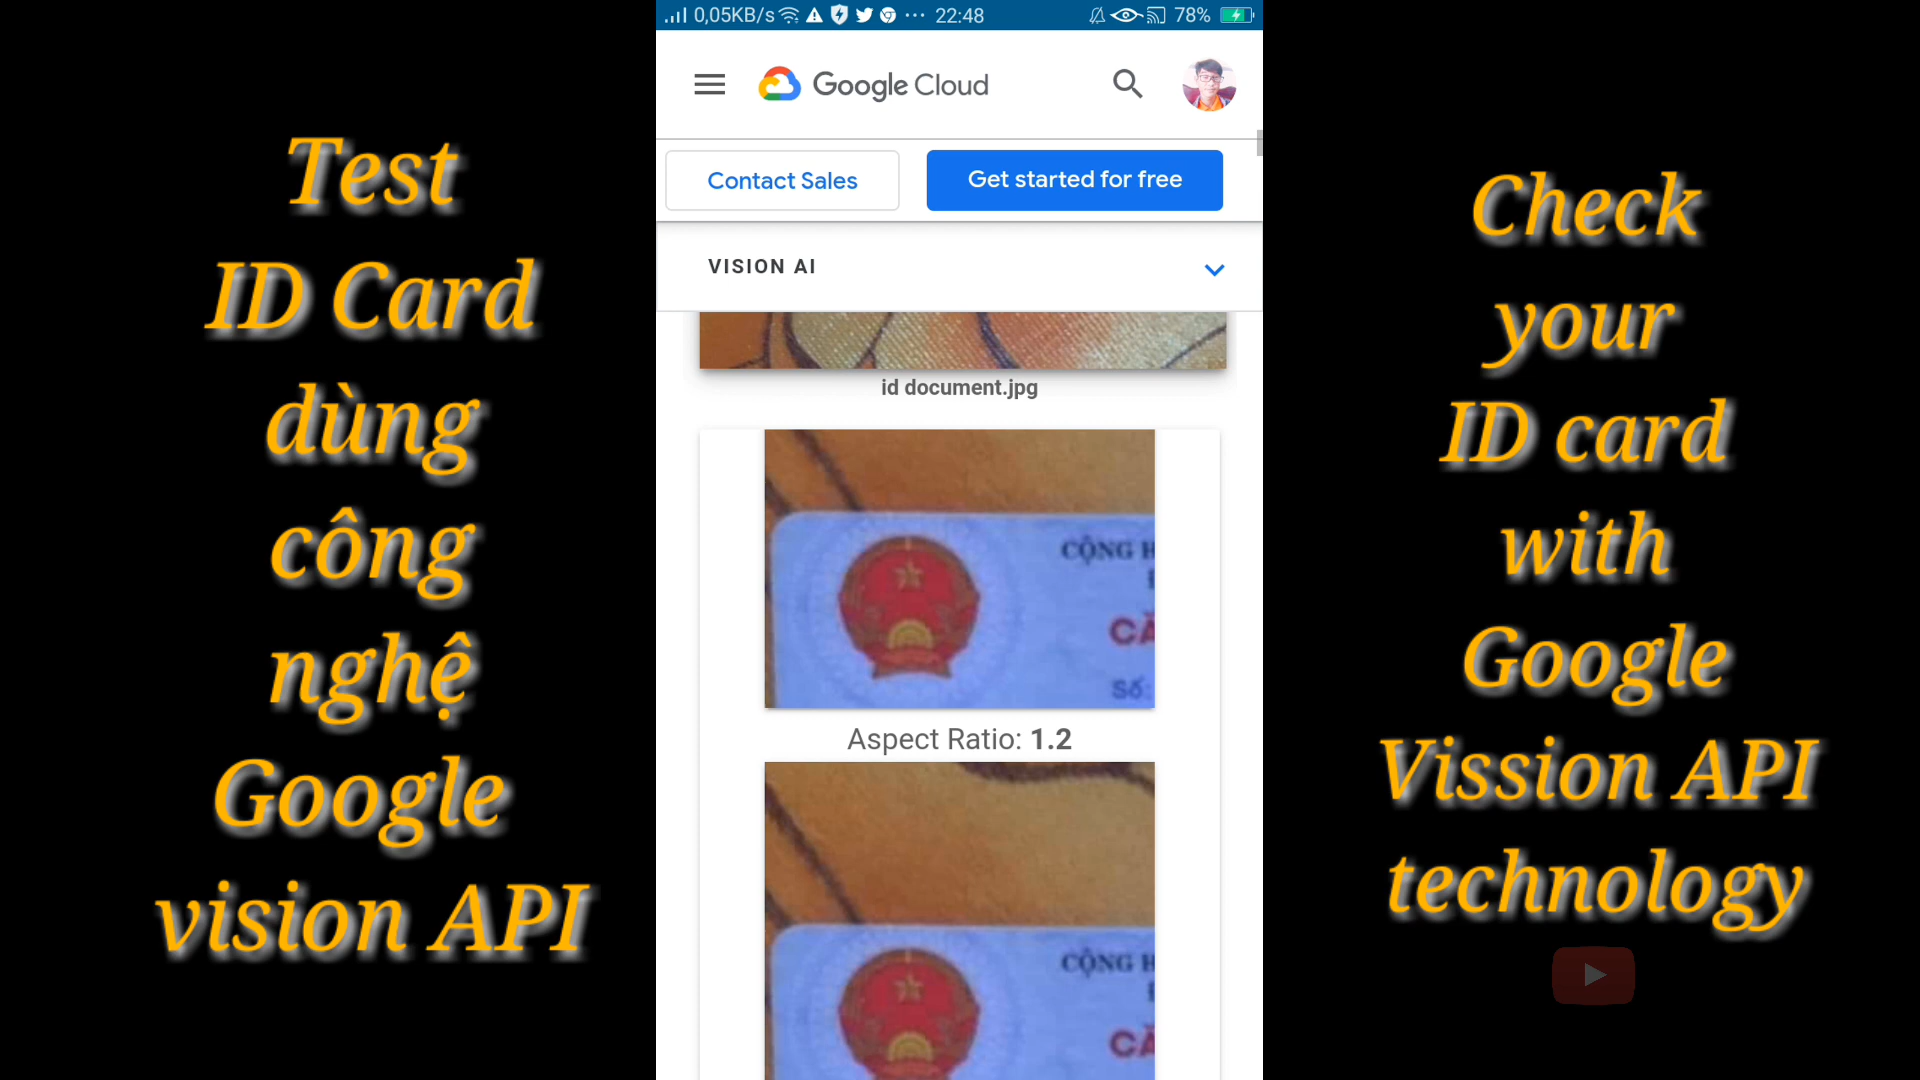 Test
ID Card
dùng
công
nghệ
Google
vision API
0,05KB/s
22:48
78%
Google Cloud
Contact Sales
Get started for free
VISION AI
id document.jpg
CỘNG H
CĂ
Số:
Aspect Ratio: 1.2
CỘNG H
CĂ
Check
your
ID card
with
Google
Vission API
technology